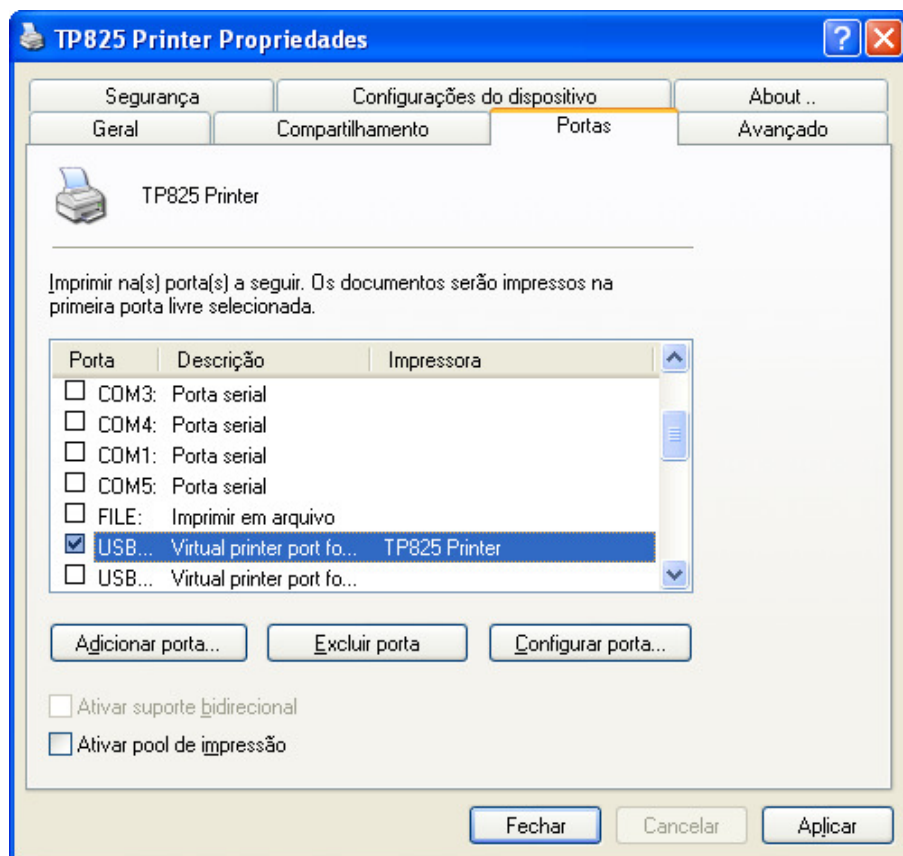 TP825 Printer Propriedades
Segurança Configurações do dispositivo About ..
Geral Compartilhamento Portas Avançado
TP825 Printer
Imprimir na(s) porta(s) a seguir. Os documentos serão impressos na
primeira porta livre selecionada.
Porta Descrição Impressora
COM3: Porta serial
COM4: Porta serial
COM1: Porta serial
COM5: Porta serial
FILE: Imprimir em arquivo
USB... Virtual printer port fo... TP825 Printer
USB... Virtual printer port fo...
Adicionar porta... Excluir porta Configurar porta...
Ativar suporte bidirecional
Ativar pool de impressão
Fechar Cancelar Aplicar